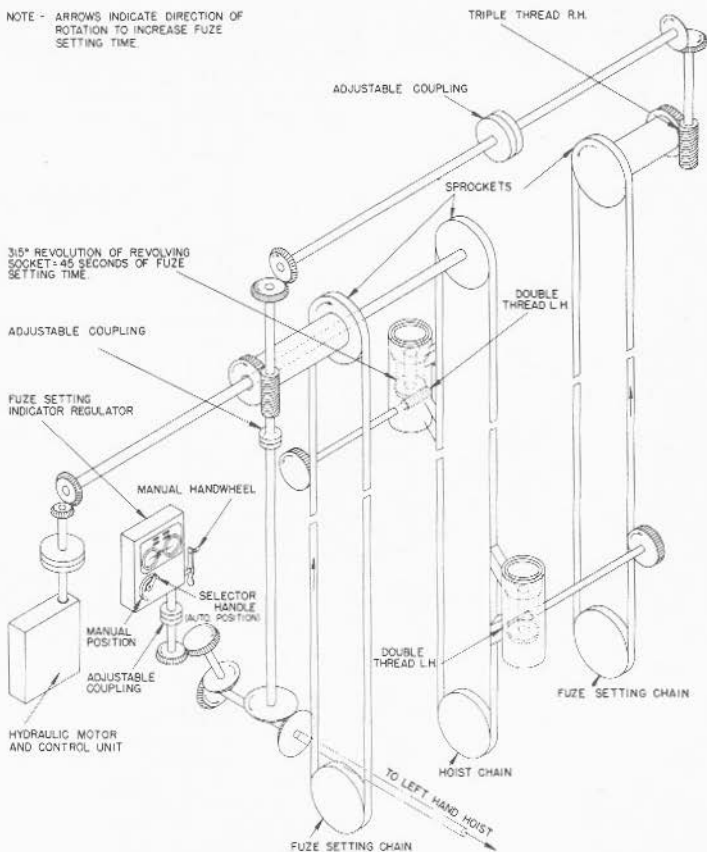 NOTE - ARROWS INDICATE DIRECTION OF
ROTATION TO INCREASE FUZE
SETTING TIME.
TRIPLE THREAD R.H.
ADJUSTABLE COUPLING
SPROCKETS
315° REVOLUTION OF REVOLVING
SOCKET = 45 SECONDS OF FUZE
SETTING TIME.
DOUBLE
THREAD L.H.
ADJUSTABLE COUPLING
FUZE SETTING
INDICATOR REGULATOR
MANUAL HANDWHEEL
SELECTOR
HANDLE
(AUTO. POSITION)
MANUAL
POSITION
ADJUSTABLE
COUPLING
DOUBLE
THREAD L.H.
HYDRAULIC MOTOR
AND CONTROL UNIT
FUZE SETTING CHAIN
HOIST CHAIN
TO LEFT HAND HOIST
FUZE SETTING CHAIN